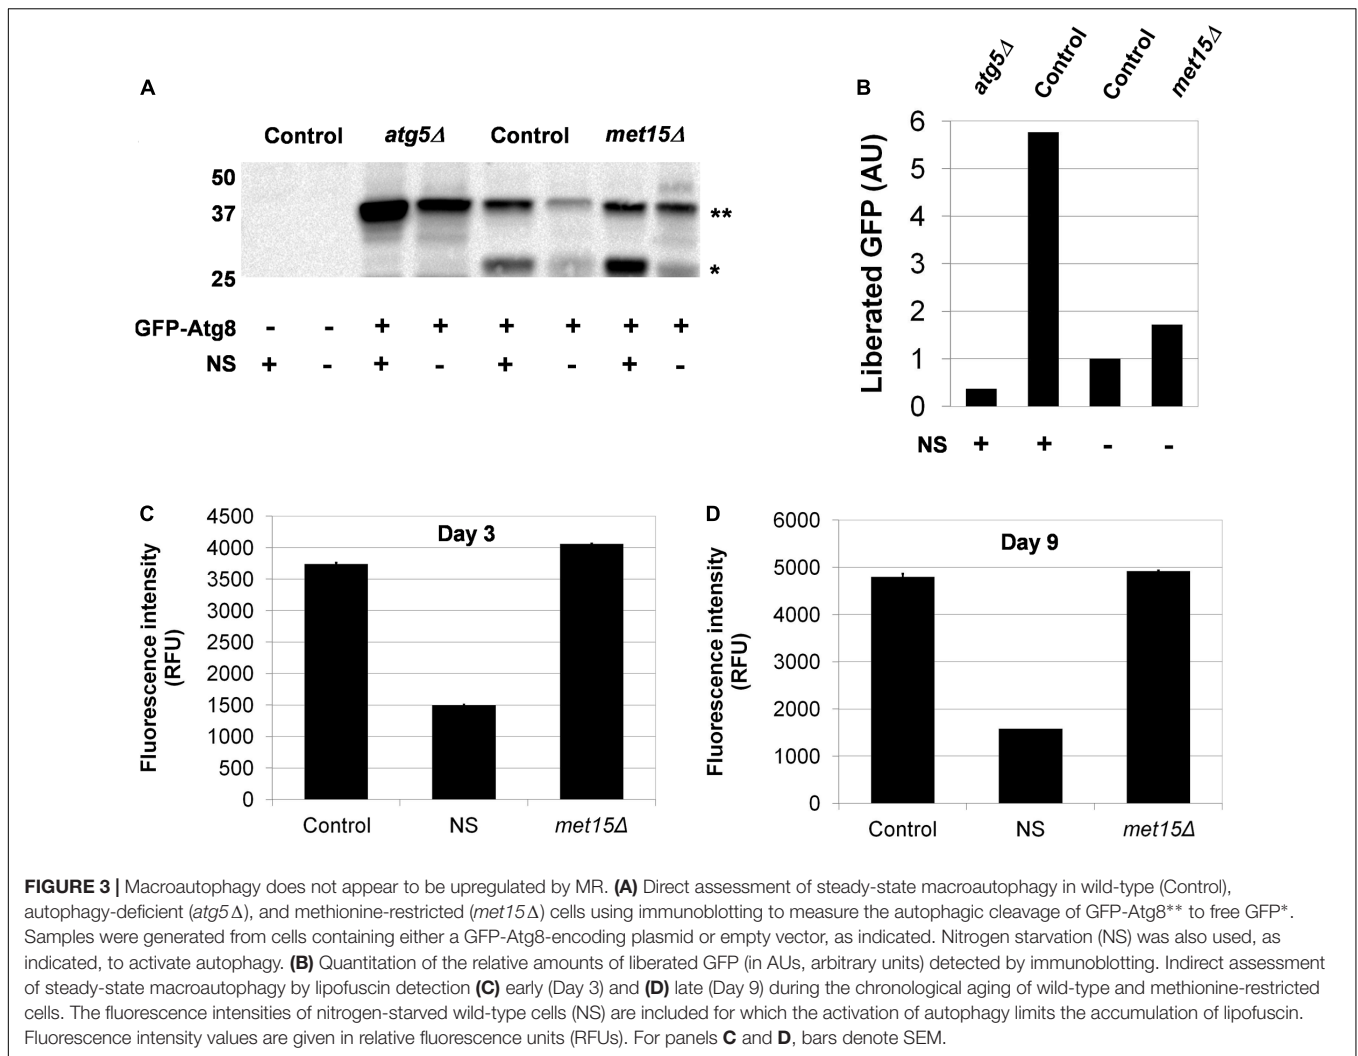 A
Control atg5Δ Control met15Δ
50
37
25
**
*
GFP-Atg8 - - + + + + + +
NS + - + - + - + -
B
atg5Δ Control Control met15Δ
Liberated GFP (AU)
6
5
4
3
2
1
0
NS + + - -
C
Day 3
Fluorescence intensity
(RFU)
4500
4000
3500
3000
2500
2000
1500
1000
500
0
Control NS met15Δ
D
Day 9
Fluorescence intensity
(RFU)
6000
5000
4000
3000
2000
1000
0
Control NS met15Δ
FIGURE 3 | Macroautophagy does not appear to be upregulated by MR. (A) Direct assessment of steady-state macroautophagy in wild-type (Control),
autophagy-deficient (atg5Δ), and methionine-restricted (met15Δ) cells using immunoblotting to measure the autophagic cleavage of GFP-Atg8** to free GFP*.
Samples were generated from cells containing either a GFP-Atg8-encoding plasmid or empty vector, as indicated. Nitrogen starvation (NS) was also used, as
indicated, to activate autophagy. (B) Quantitation of the relative amounts of liberated GFP (in AUs, arbitrary units) detected by immunoblotting. Indirect assessment
of steady-state macroautophagy by lipofuscin detection (C) early (Day 3) and (D) late (Day 9) during the chronological aging of wild-type and methionine-restricted
cells. The fluorescence intensities of nitrogen-starved wild-type cells (NS) are included for which the activation of autophagy limits the accumulation of lipofuscin.
Fluorescence intensity values are given in relative fluorescence units (RFUs). For panels C and D, bars denote SEM.